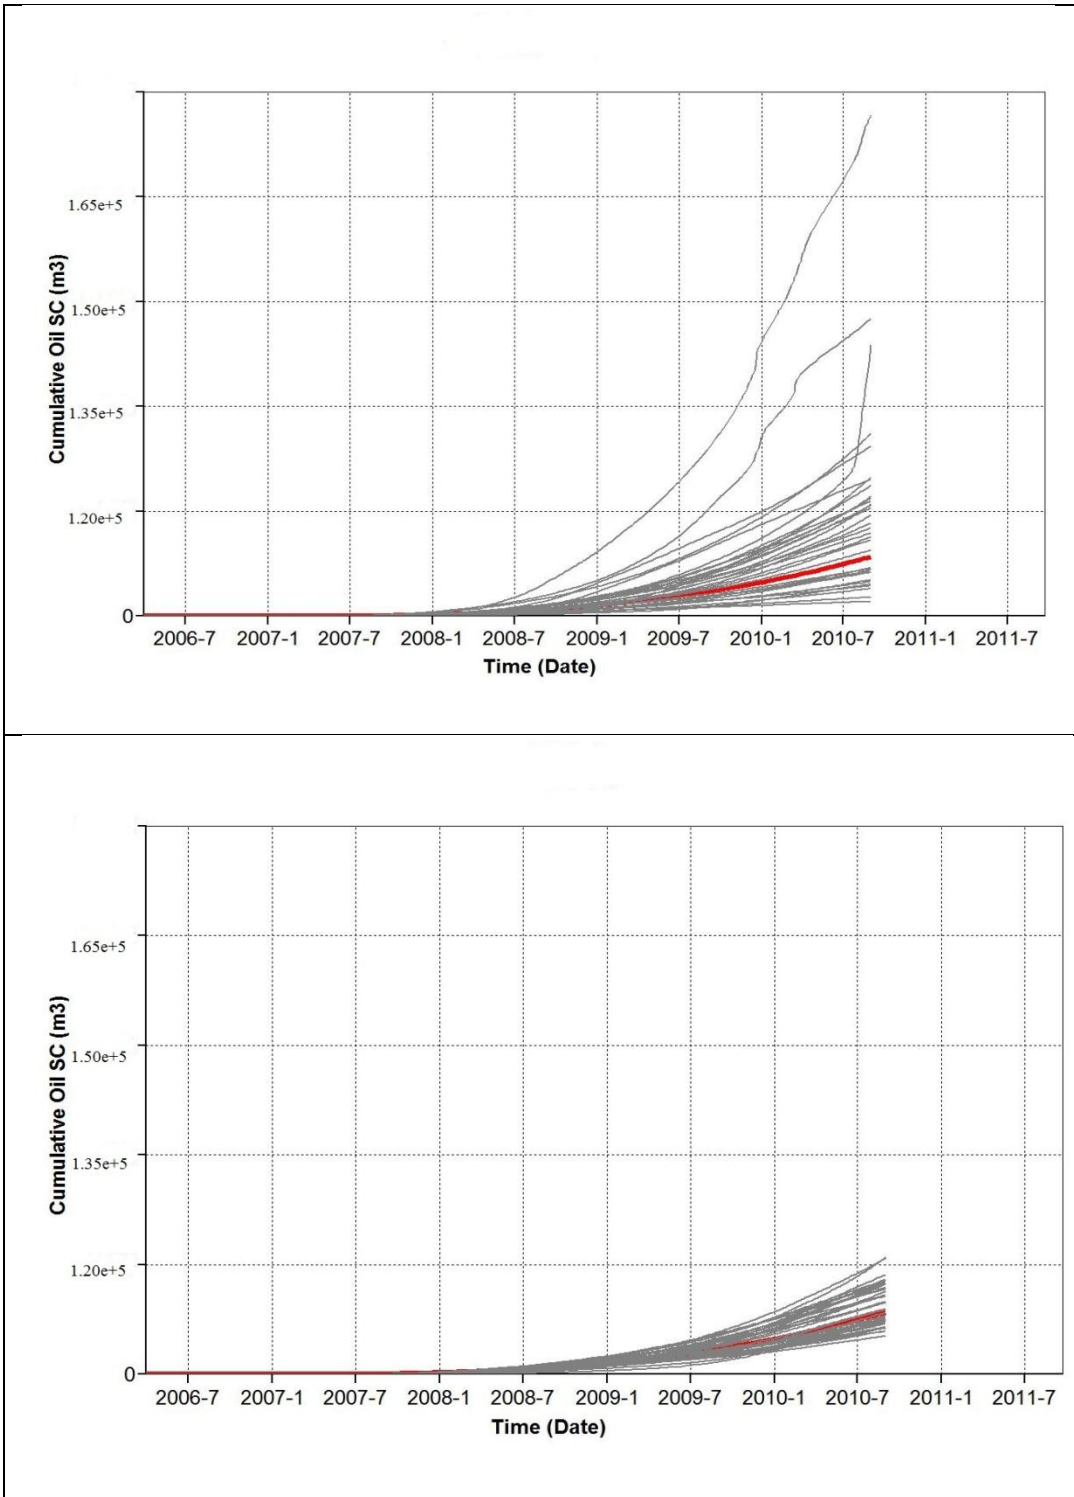 1.65e+5
1.50e+5
1.35e+5
1.20e+5
0
Cumulative Oil SC (m3)
2006-7 2007-1 2007-7 2008-1 2008-7 2009-1 2009-7 2010-1 2010-7 2011-1 2011-7
Time (Date)
1.65e+5
1.50e+5
1.35e+5
1.20e+5
0
Cumulative Oil SC (m3)
2006-7 2007-1 2007-7 2008-1 2008-7 2009-1 2009-7 2010-1 2010-7 2011-1 2011-7
Time (Date)